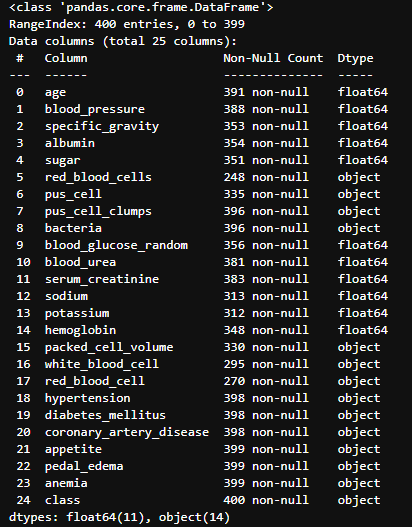 <class 'pandas.core.frame.DataFrame'>
RangeIndex: 400 entries, 0 to 399
Data columns (total 25 columns):
 #   Column                   Non-Null Count  Dtype
---  ------                   --------------  -----
 0   age                      391 non-null    float64
 1   blood_pressure           388 non-null    float64
 2   specific_gravity         353 non-null    float64
 3   albumin                  354 non-null    float64
 4   sugar                    351 non-null    float64
 5   red_blood_cells          248 non-null    object
 6   pus_cell                 335 non-null    object
 7   pus_cell_clumps          396 non-null    object
 8   bacteria                 396 non-null    object
 9   blood_glucose_random     356 non-null    float64
 10  blood_urea               381 non-null    float64
 11  serum_creatinine         383 non-null    float64
 12  sodium                   313 non-null    float64
 13  potassium                312 non-null    float64
 14  hemoglobin               348 non-null    float64
 15  packed_cell_volume       330 non-null    object
 16  white_blood_cell         295 non-null    object
 17  red_blood_cell           270 non-null    object
 18  hypertension             398 non-null    object
 19  diabetes_mellitus        398 non-null    object
 20  coronary_artery_disease  398 non-null    object
 21  appetite                 399 non-null    object
 22  pedal_edema              399 non-null    object
 23  anemia                   399 non-null    object
 24  class                    400 non-null    object
dtypes: float64(11), object(14)